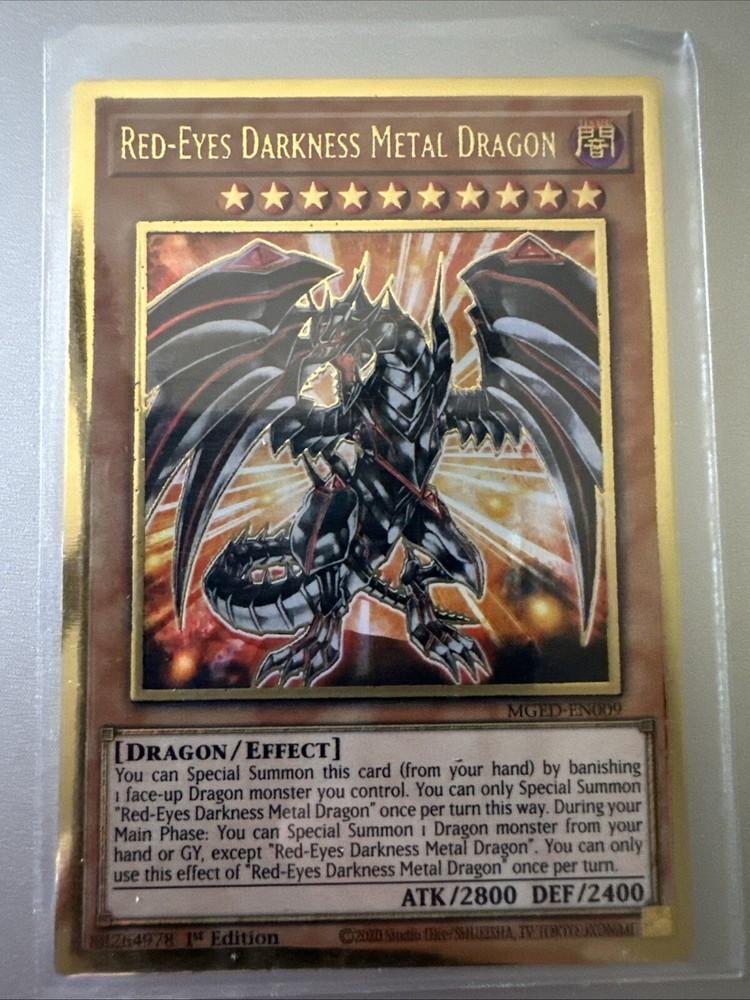 RED-EYES DARKNESS METAL DRAGON
DARK
闇
MGED-EN009
[DRAGON/EFFECT]
You can Special Summon this card (from your hand) by banishing
1 face-up Dragon monster you control. You can only Special Summon
"Red-Eyes Darkness Metal Dragon" once per turn this way. During your
Main Phase: You can Special Summon 1 Dragon monster from your
hand or GY, except "Red-Eyes Darkness Metal Dragon". You can only
use this effect of "Red-Eyes Darkness Metal Dragon" once per turn.
ATK/2800 DEF/2400
1st Edition
©2020 Studio Dice/SHUEISHA, TV TOKYO, KONAMI